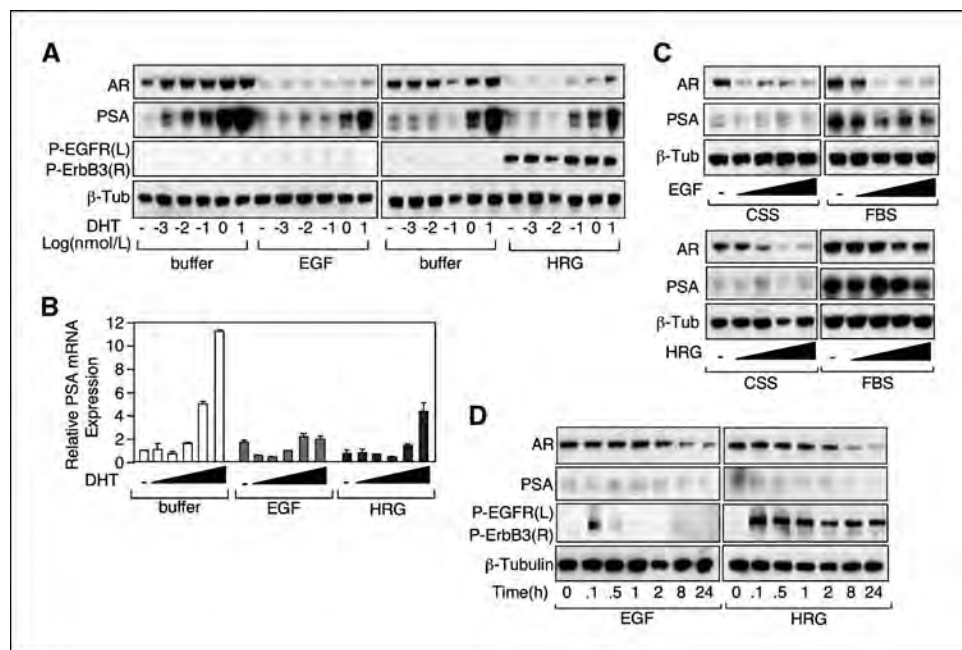 A
AR
PSA
P-EGFR(L)
P-ErbB3(R)
β-Tub
DHT - -3 -2 -1 0 1 - -3 -2 -1 0 1 - -3 -2 -1 0 1 - -3 -2 -1 0 1
Log(nmol/L)
buffer EGF buffer HRG
B
Relative PSA mRNA
Expression
12
10
8
6
4
2
0
DHT - - -
buffer EGF HRG
C
AR
PSA
β-Tub
EGF - -
CSS FBS
AR
PSA
β-Tub
HRG - -
CSS FBS
D
AR
PSA
P-EGFR(L)
P-ErbB3(R)
β-Tubulin
Time(h) 0 .1 .5 1 2 8 24 0 .1 .5 1 2 8 24
EGF HRG